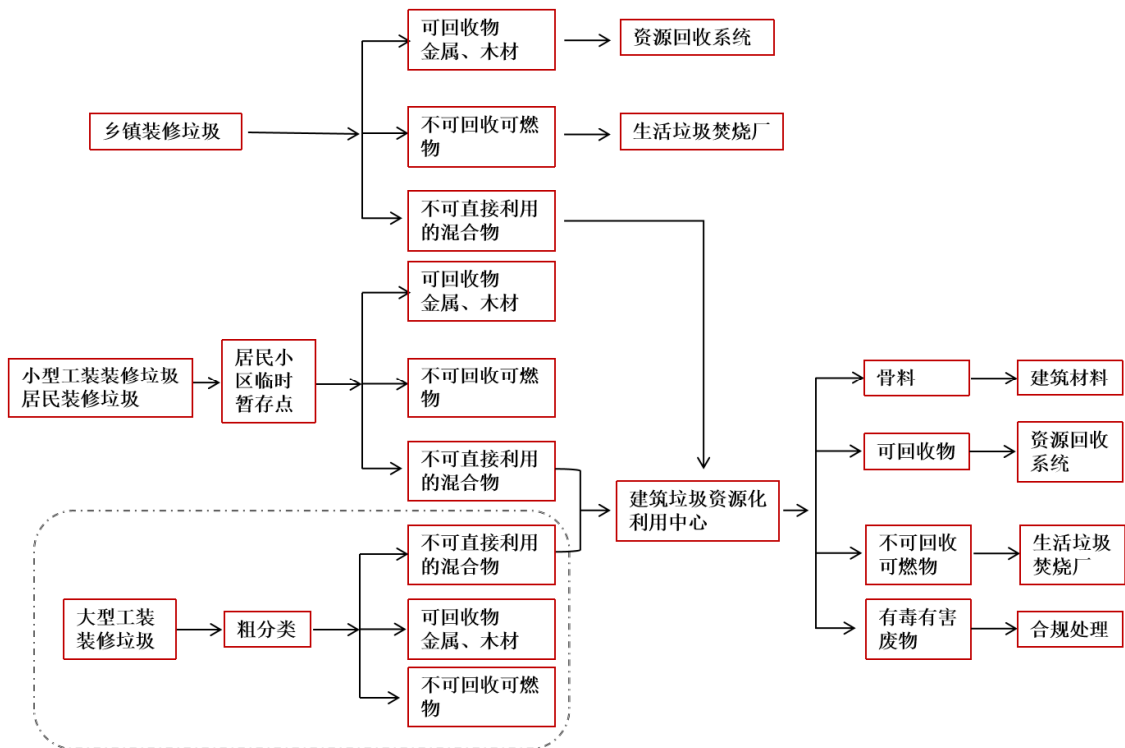 可回收物
金属、木材
资源回收系统
乡镇装修垃圾
不可回收可燃
物
生活垃圾焚烧厂
不可直接利用
的混合物
可回收物
金属、木材
小型工装装修垃圾
居民装修垃圾
居民小
区临时
暂存点
不可回收可燃
物
不可直接利用
的混合物
建筑垃圾资源化
利用中心
骨料
建筑材料
可回收物
资源回收
系统
不可回收
可燃物
生活垃圾
焚烧厂
有毒有害
废物
合规处理
大型工装
装修垃圾
粗分类
不可直接利用
的混合物
可回收物
金属、木材
不可回收可燃
物